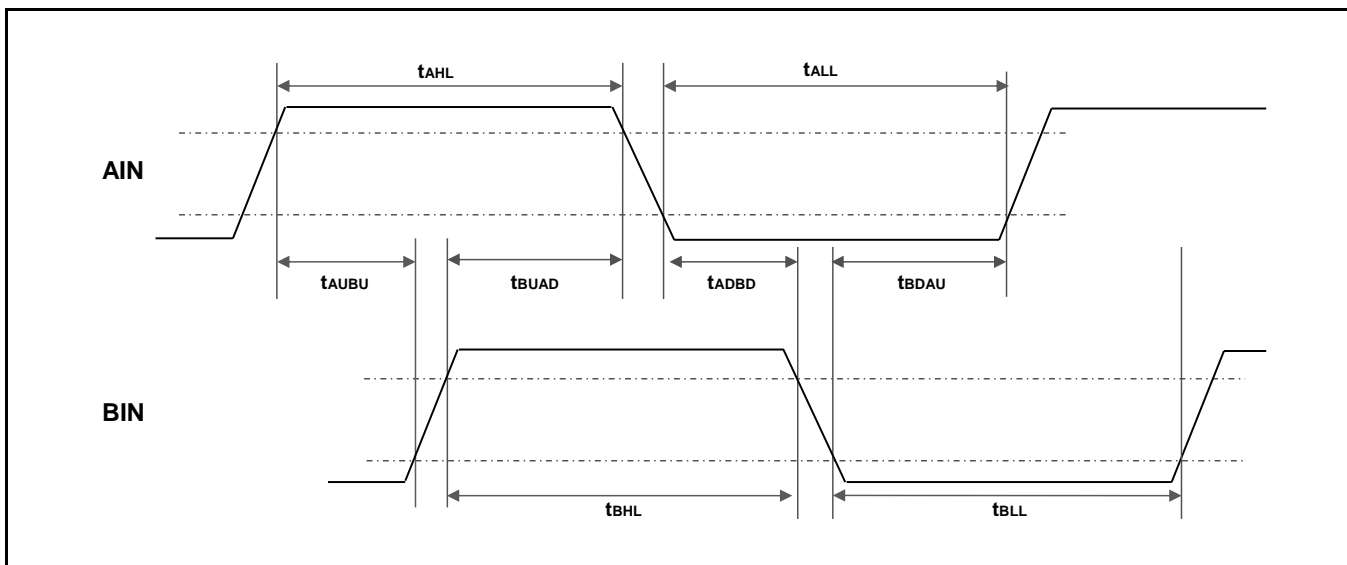 tAHL
tALL
AIN
tAUBU
tBUAD
tADBD
tBDAU
BIN
tBHL
tBLL